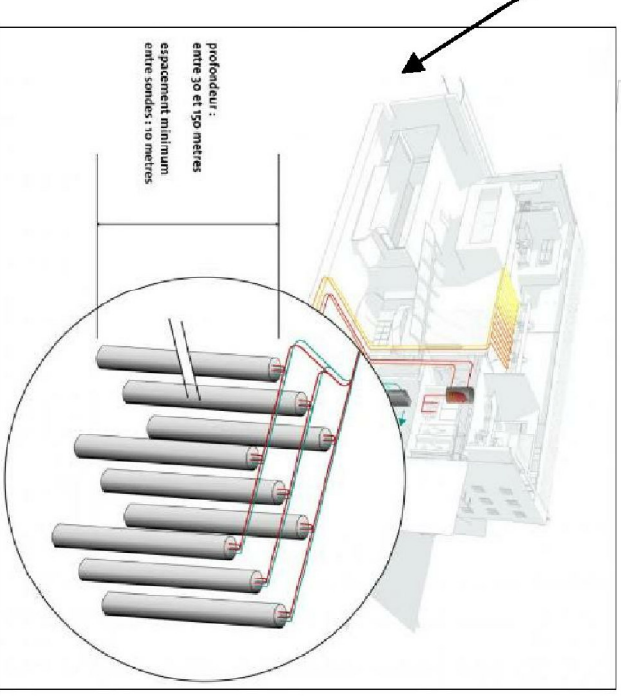 profondeur :
entre 30 et 150 metres
espacement minimum
entre sondes : 10 metres